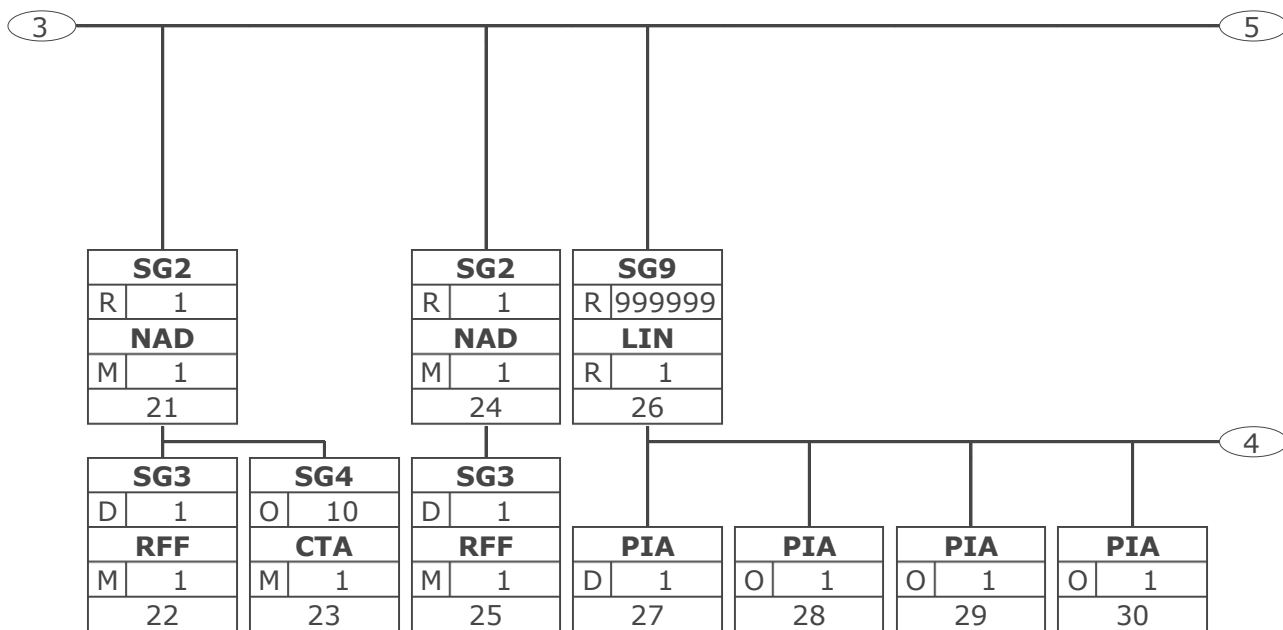 3
5
SG2
R 1
NAD
M 1
21
SG2
R 1
NAD
M 1
24
SG9
R 999999
LIN
R 1
26
4
SG3
D 1
RFF
M 1
22
SG4
O 10
CTA
M 1
23
SG3
D 1
RFF
M 1
25
PIA
D 1
27
PIA
O 1
28
PIA
O 1
29
PIA
O 1
30